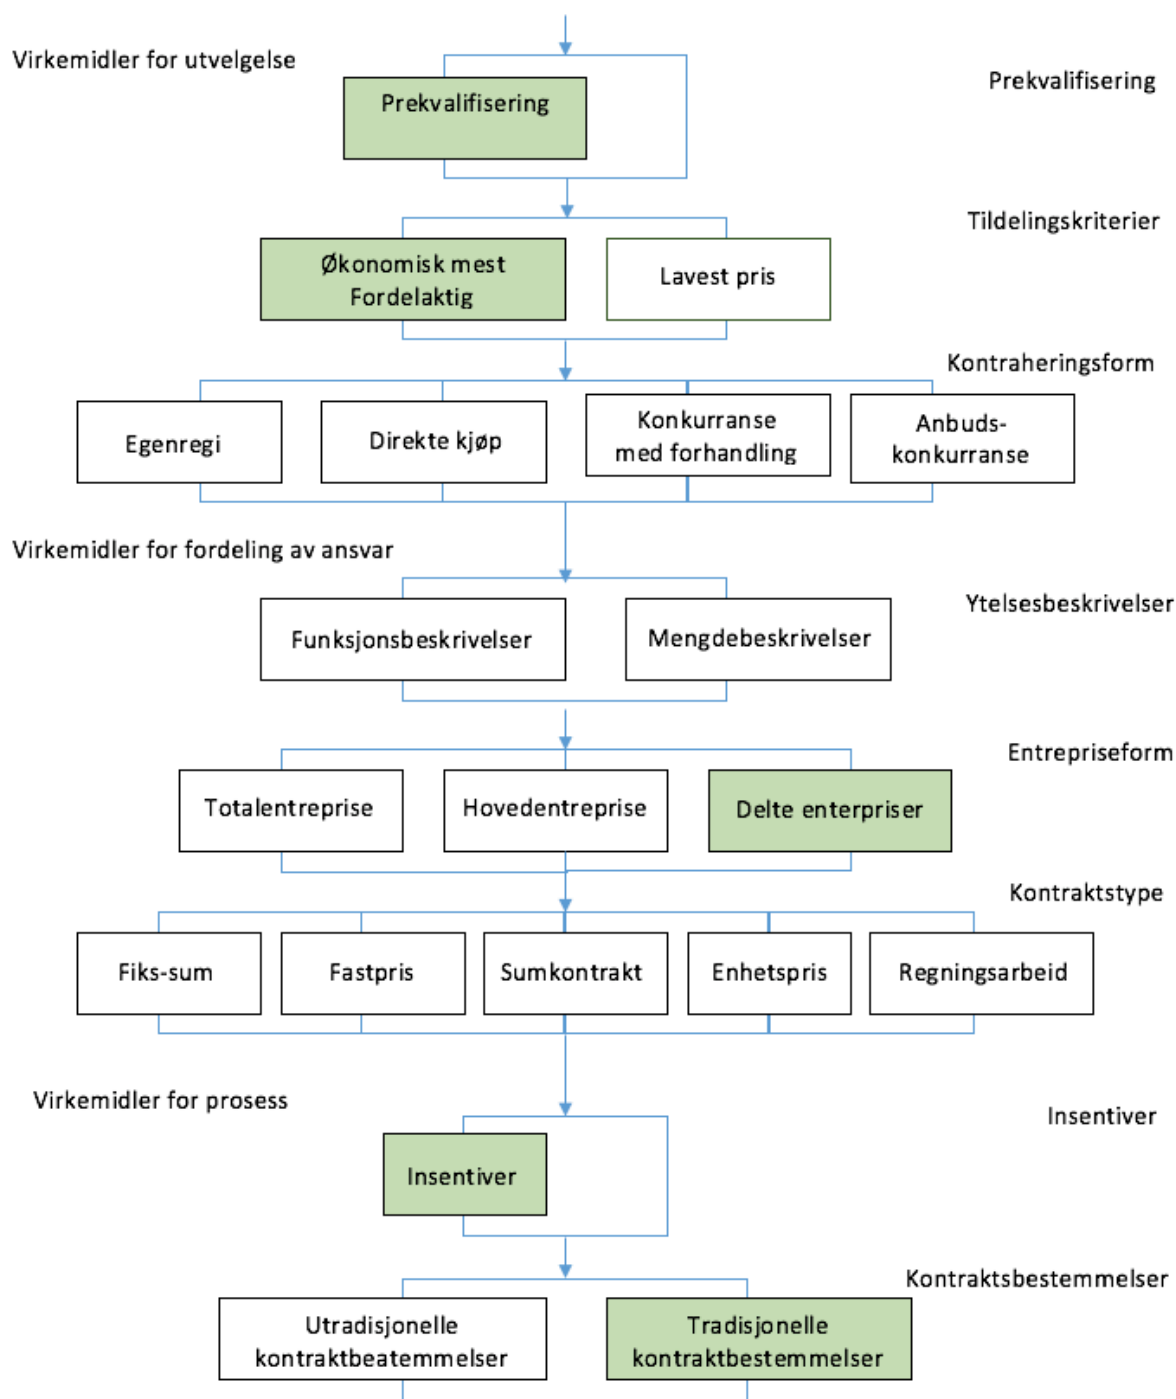 Virkemidler for utvelgelse
Prekvalifisering
Prekvalifisering
Tildelingskriterier
Økonomisk mest
Fordelaktig
Lavest pris
Kontraheringsform
Egenregi
Direkte kjøp
Konkurranse
med forhandling
Anbuds-
konkurranse
Virkemidler for fordeling av ansvar
Ytelsesbeskrivelser
Funksjonsbeskrivelser
Mengdebeskrivelser
Entrepriseform
Totalentreprise
Hovedentreprise
Delte enterpriser
Kontraktstype
Fiks-sum
Fastpris
Sumkontrakt
Enhetspris
Regningsarbeid
Virkemidler for prosess
Insentiver
Insentiver
Kontraktsbestemmelser
Utradisjonelle
kontraktbeatemmelser
Tradisjonelle
kontraktbestemmelser